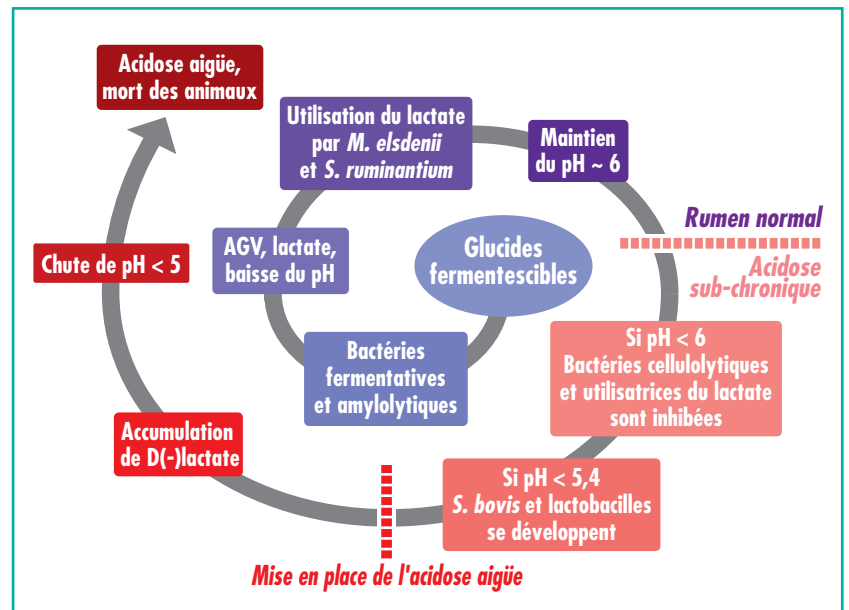 Glucides
fermentescibles
Bactéries
fermentatives
et amylolytiques
AGV, lactate,
baisse du pH
Utilisation du lactate
par M. elsdenii
et S. ruminantium
Maintien
du pH ~ 6
Rumen normal
Acidose
sub-chronique
Si pH < 6
Bactéries cellulolytiques
et utilisatrices du lactate
sont inhibées
Si pH < 5,4
S. bovis et lactobacilles
se développent
Mise en place de l'acidose aigüe
Accumulation
de D(-)lactate
Chute de pH < 5
Acidose aigüe,
mort des animaux